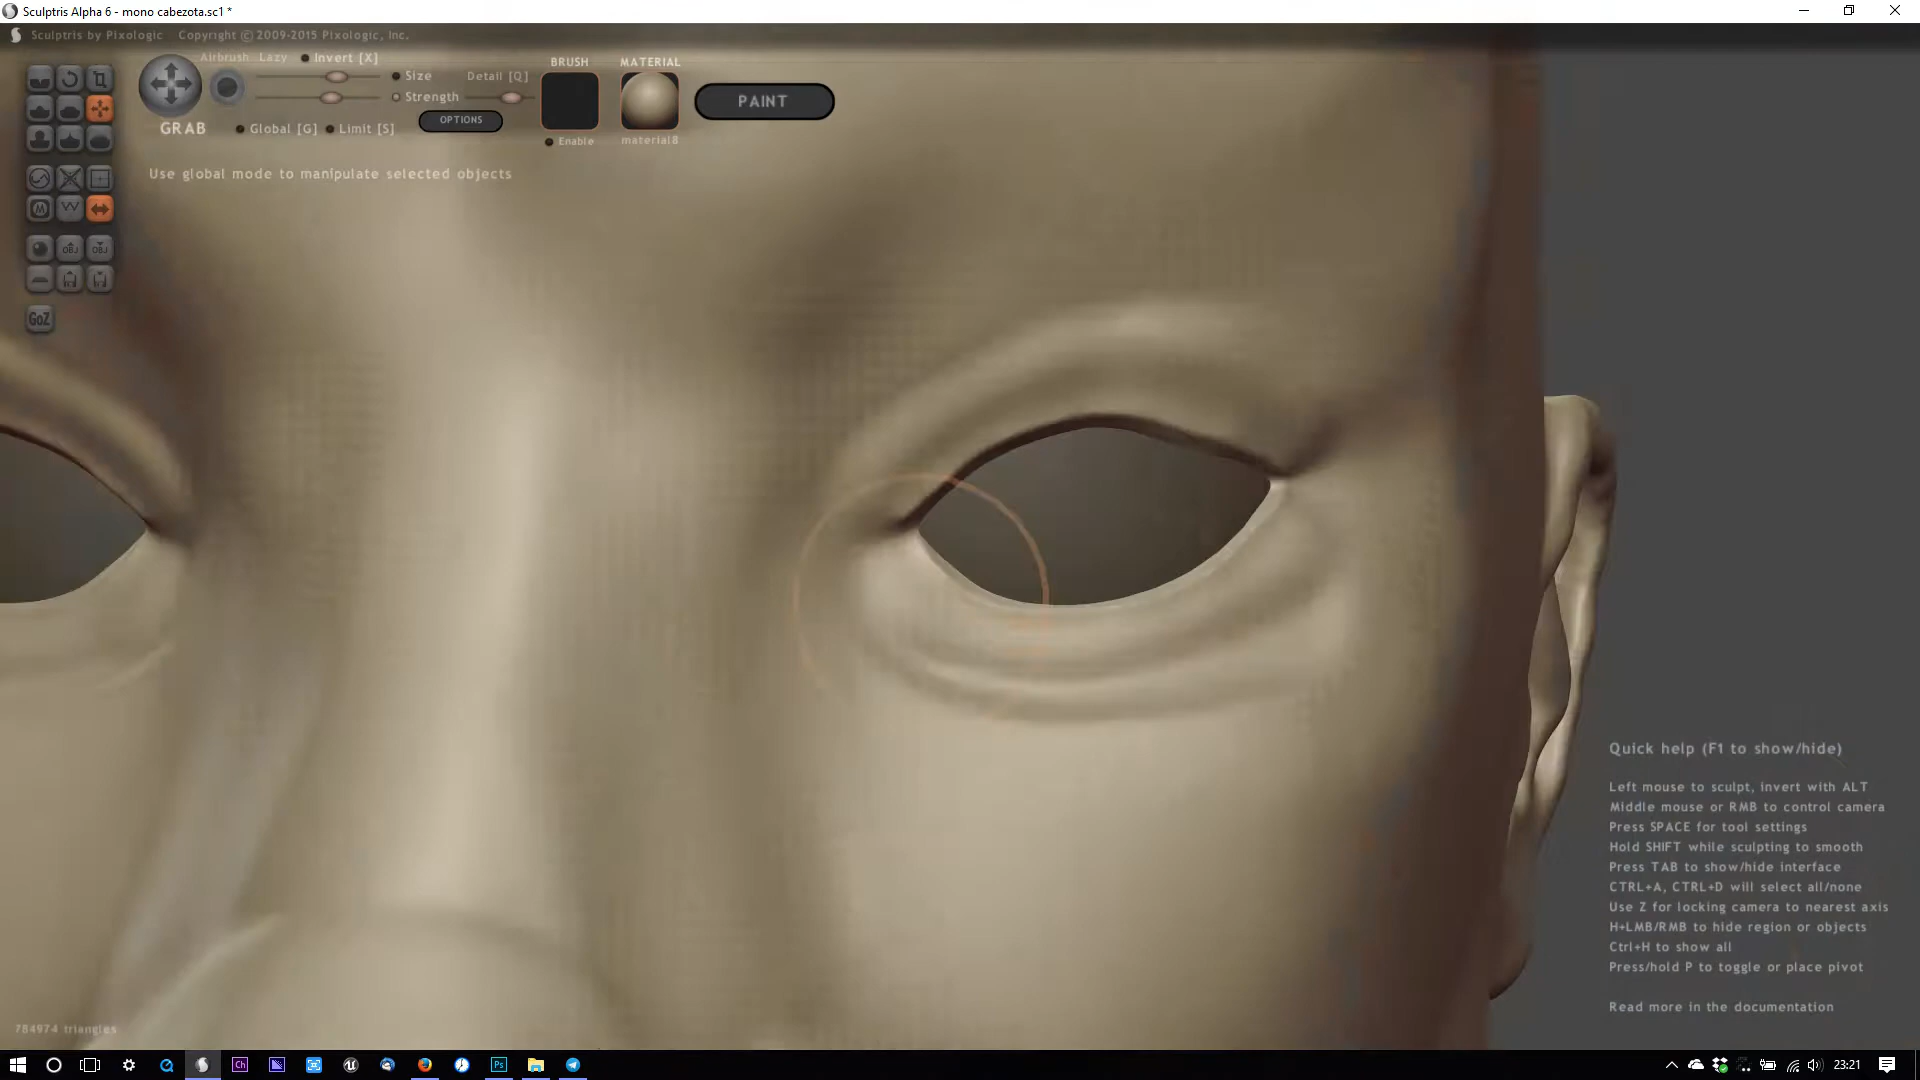 Sculptris Alpha 6 - mono cabezota.sc1 *
Sculptris by Pixologic Copyright © 2009-2015 Pixologic, Inc.
Airbrush Lazy Invert [X]
Size Detail [Q]
Strength
GRAB
Global [G] Limit [S]
OPTIONS
BRUSH
Enable
MATERIAL
material8
PAINT
Use global mode to manipulate selected objects
OBJ OBJ
GoZ
Quick help (F1 to show/hide)
Left mouse to sculpt, invert with ALT
Middle mouse or RMB to control camera
Press SPACE for tool settings
Hold SHIFT while sculpting to smooth
Press TAB to show/hide interface
CTRL+A, CTRL+D will select all/none
Use Z for locking camera to nearest axis
H+LMB/RMB to hide region or objects
Ctrl+H to show all
Press/hold P to toggle or place pivot
Read more in the documentation
784974 triangles
Ch
Ps
23:21